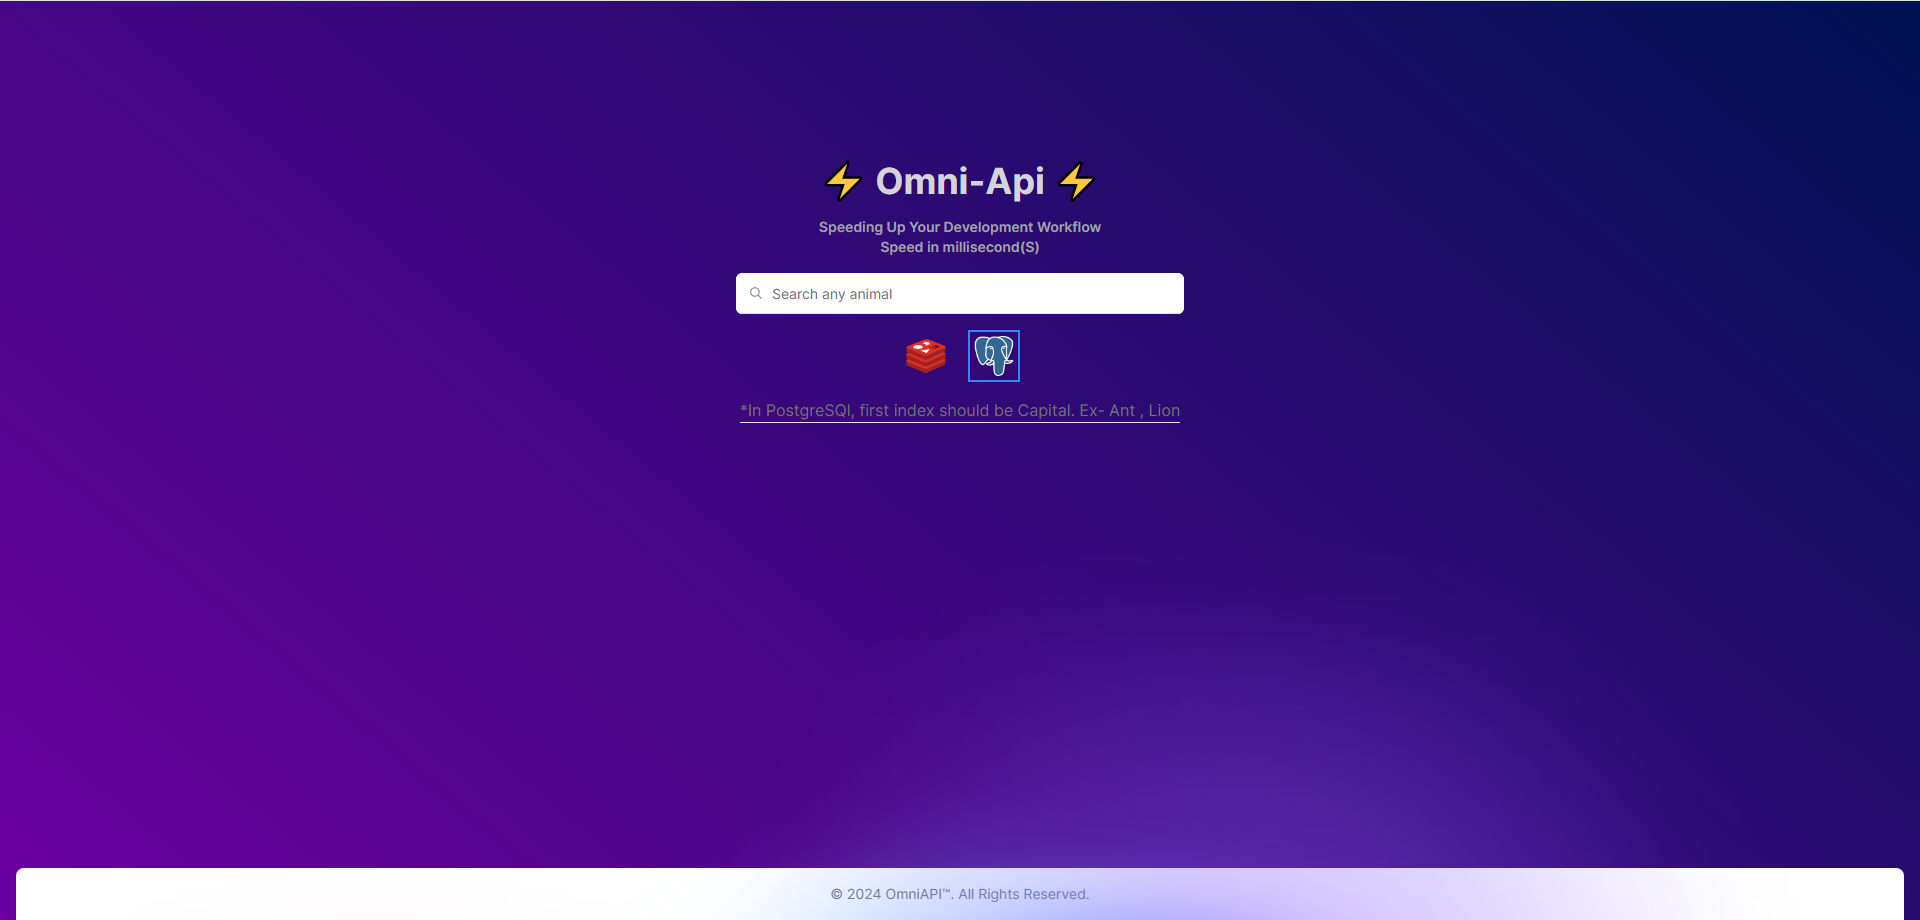 ⚡ Omni-Api ⚡
Speeding Up Your Development Workflow
Speed in millisecond(S)
Search any animal
*In PostgreSQl, first index should be Capital. Ex- Ant , Lion
© 2024 OmniAPI™. All Rights Reserved.